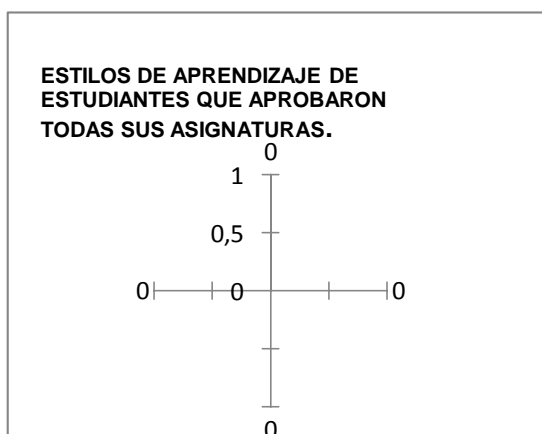 ESTILOS DE APRENDIZAJE DE
ESTUDIANTES QUE APROBARON
TODAS SUS ASIGNATURAS.
0
1
0,5
0 0 0
0